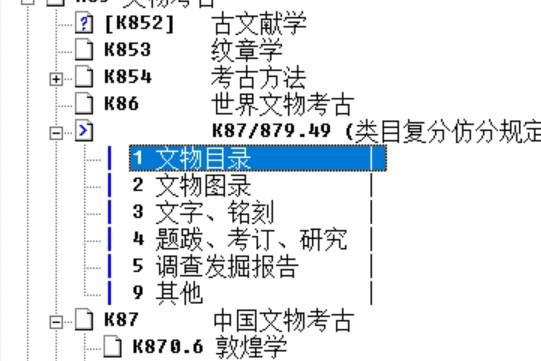 [K852] 古文献学
K853 纹章学
K854 考古方法
K86 世界文物考古
K87/879.49 (类目复分仿分规定
1 文物目录
2 文物图录
3 文字、铭刻
4 题跋、考订、研究
5 调查发掘报告
9 其他
K87 中国文物考古
K870.6 敦煌学